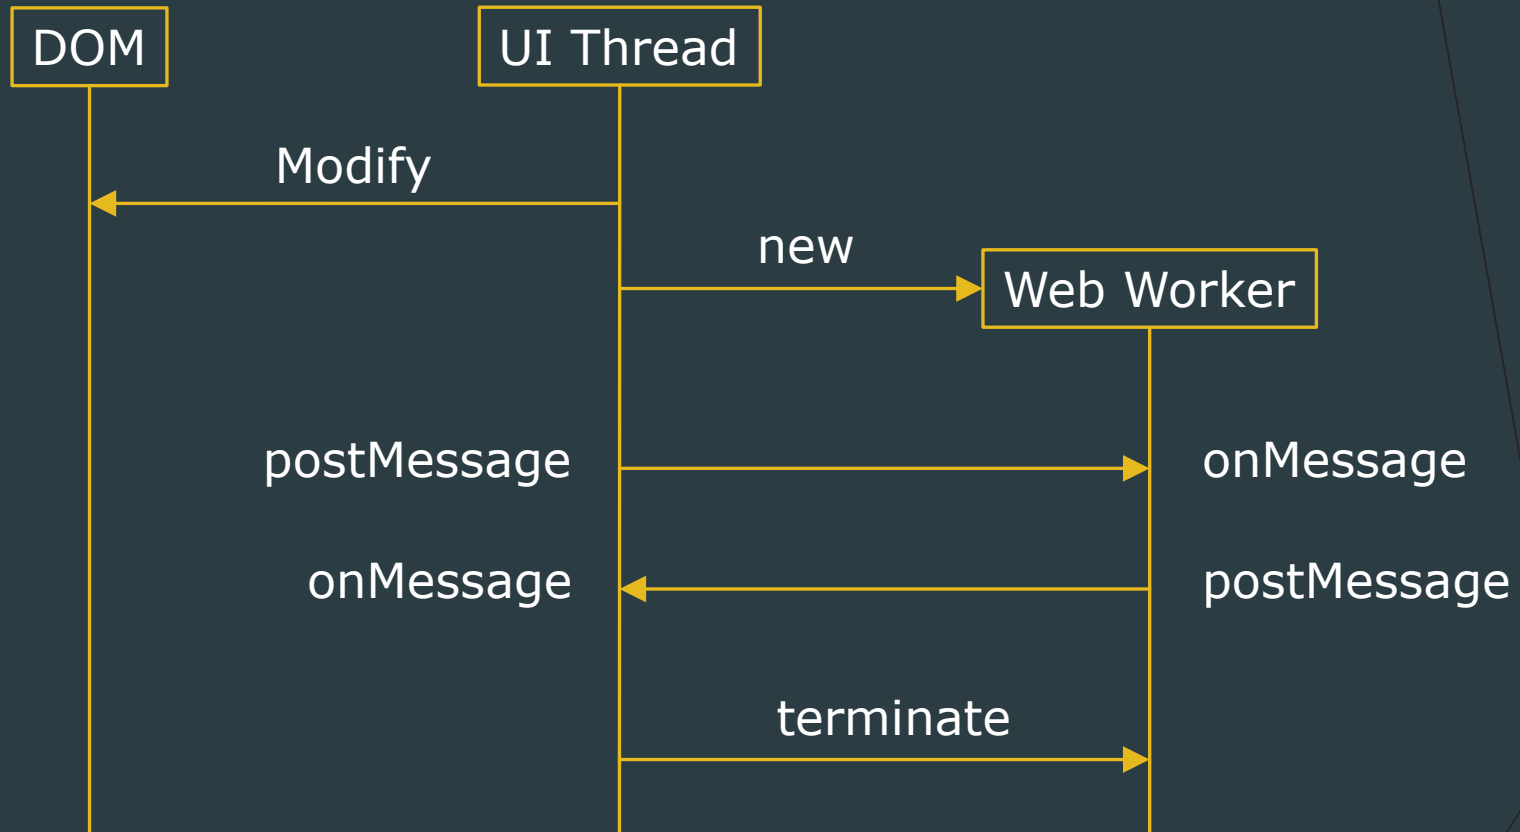 DOM
UI Thread
Modify
new
Web Worker
postMessage
onMessage
onMessage
postMessage
terminate